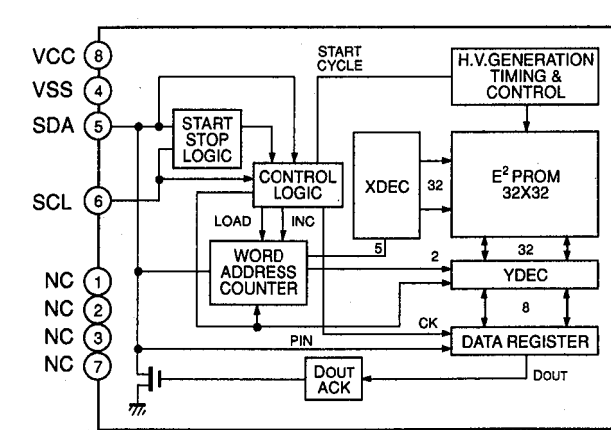 VCC 8
VSS 4
SDA 5
SCL 6
NC 1
NC 2
NC 3
NC 7
START
CYCLE
H.V.GENERATION
TIMING &
CONTROL
START
STOP
LOGIC
CONTROL
LOGIC
XDEC
32
E² PROM
32X32
LOAD
INC
WORD
ADDRESS
COUNTER
5
2
32
YDEC
8
CK
PIN
DATA REGISTER
DOUT
ACK
DOUT